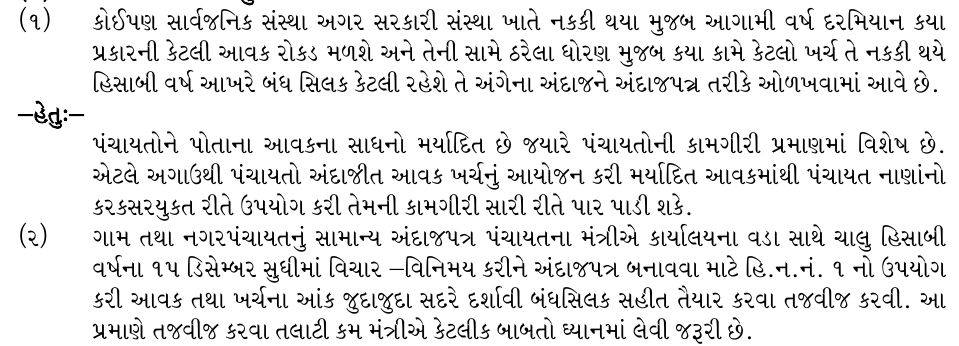 (૧) કોઈપણ સાર્વજનિક સંસ્થા અગર સરકારી સંસ્થા ખાતે નકકી થયા મુજબ આગામી વર્ષ દરમિયાન કયા
પ્રકારની કેટલી આવક રોકડ મળશે અને તેની સામે ઠરેલા ધોરણ મુજબ કયા કામે કેટલો ખર્ચ તે નકકી થયે
હિસાબી વર્ષ આખરે બંધ સિલક કેટલી રહેશે તે અંગેના અંદાજને અંદાજપત્ર તરીકે ઓળખવામાં આવે છે.
–હેતુઃ–
પંચાયતોને પોતાના આવકના સાધનો મર્યાદિત છે જયારે પંચાયતોની કામગીરી પ્રમાણમાં વિશેષ છે.
એટલે અગાઉથી પંચાયતો અંદાજીત આવક ખર્ચનું આયોજન કરી મર્યાદિત આવકમાંથી પંચાયત નાણાંનો
કરકસરયુકત રીતે ઉપયોગ કરી તેમની કામગીરી સારી રીતે પાર પાડી શકે.
(૨) ગામ તથા નગરપંચાયતનું સામાન્ય અંદાજપત્ર પંચાયતના મંત્રીએ કાર્યાલયના વડા સાથે ચાલુ હિસાબી
વર્ષના ૧૫ ડિસેમ્બર સુધીમાં વિચાર –વિનિમય કરીને અંદાજપત્ર બનાવવા માટે હિ.ન.નં. ૧ નો ઉપયોગ
કરી આવક તથા ખર્ચના આંક જુદાજુદા સદરે દર્શાવી બંધસિલક સહીત તૈયાર કરવા તજવીજ કરવી. આ
પ્રમાણે તજવીજ કરવા તલાટી કમ મંત્રીએ કેટલીક બાબતો ધ્યાનમાં લેવી જરૂરી છે.